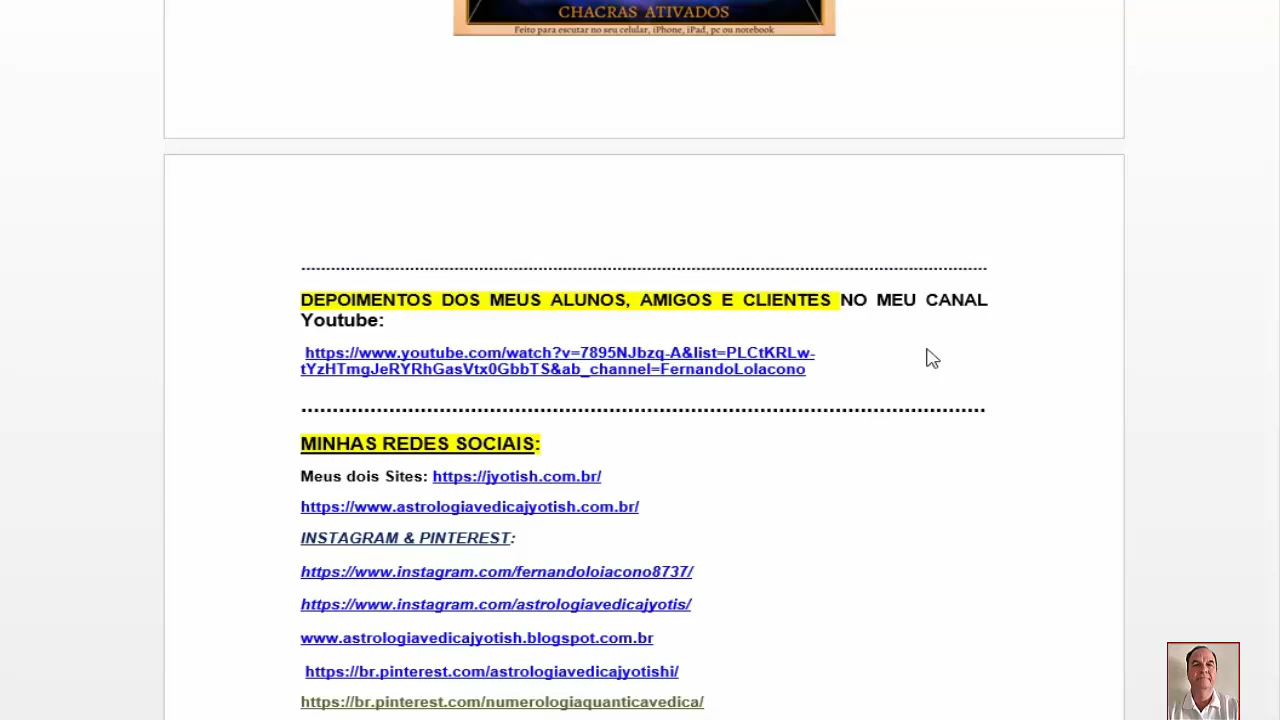 CHACRAS ATIVADOS
Feito para escutar no seu celular, iPhone, iPad, pc ou notebook
--------------------------------------------------------------------------------
DEPOIMENTOS DOS MEUS ALUNOS, AMIGOS E CLIENTES NO MEU CANAL
Youtube:
https://www.youtube.com/watch?v=7895NJbzq-A&list=PLCtKRLw-
tYzHTmgJeRYRhGasVtx0GbbTS&ab_channel=FernandoLoIacono
................................................................................
MINHAS REDES SOCIAIS:
Meus dois Sites: https://jyotish.com.br/
https://www.astrologiavedicajyotish.com.br/
INSTAGRAM & PINTEREST:
https://www.instagram.com/fernandoloiacono8737/
https://www.instagram.com/astrologiavedicajyotis/
www.astrologiavedicajyotish.blogspot.com.br
https://br.pinterest.com/astrologiavedicajyotishi/
https://br.pinterest.com/numerologiaquanticavedica/